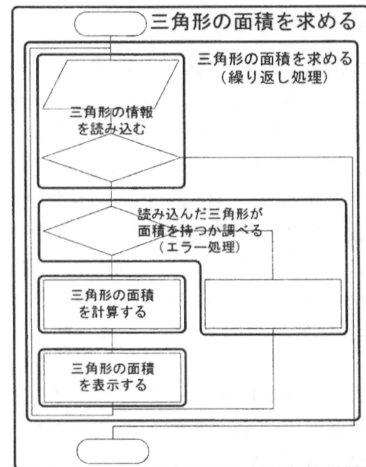 三角形の面積を求める
三角形の面積を求める
（繰り返し処理）
三角形の情報
を読み込む
読み込んだ三角形が
面積を持つか調べる
（エラー処理）
三角形の面積
を計算する
三角形の面積
を表示する